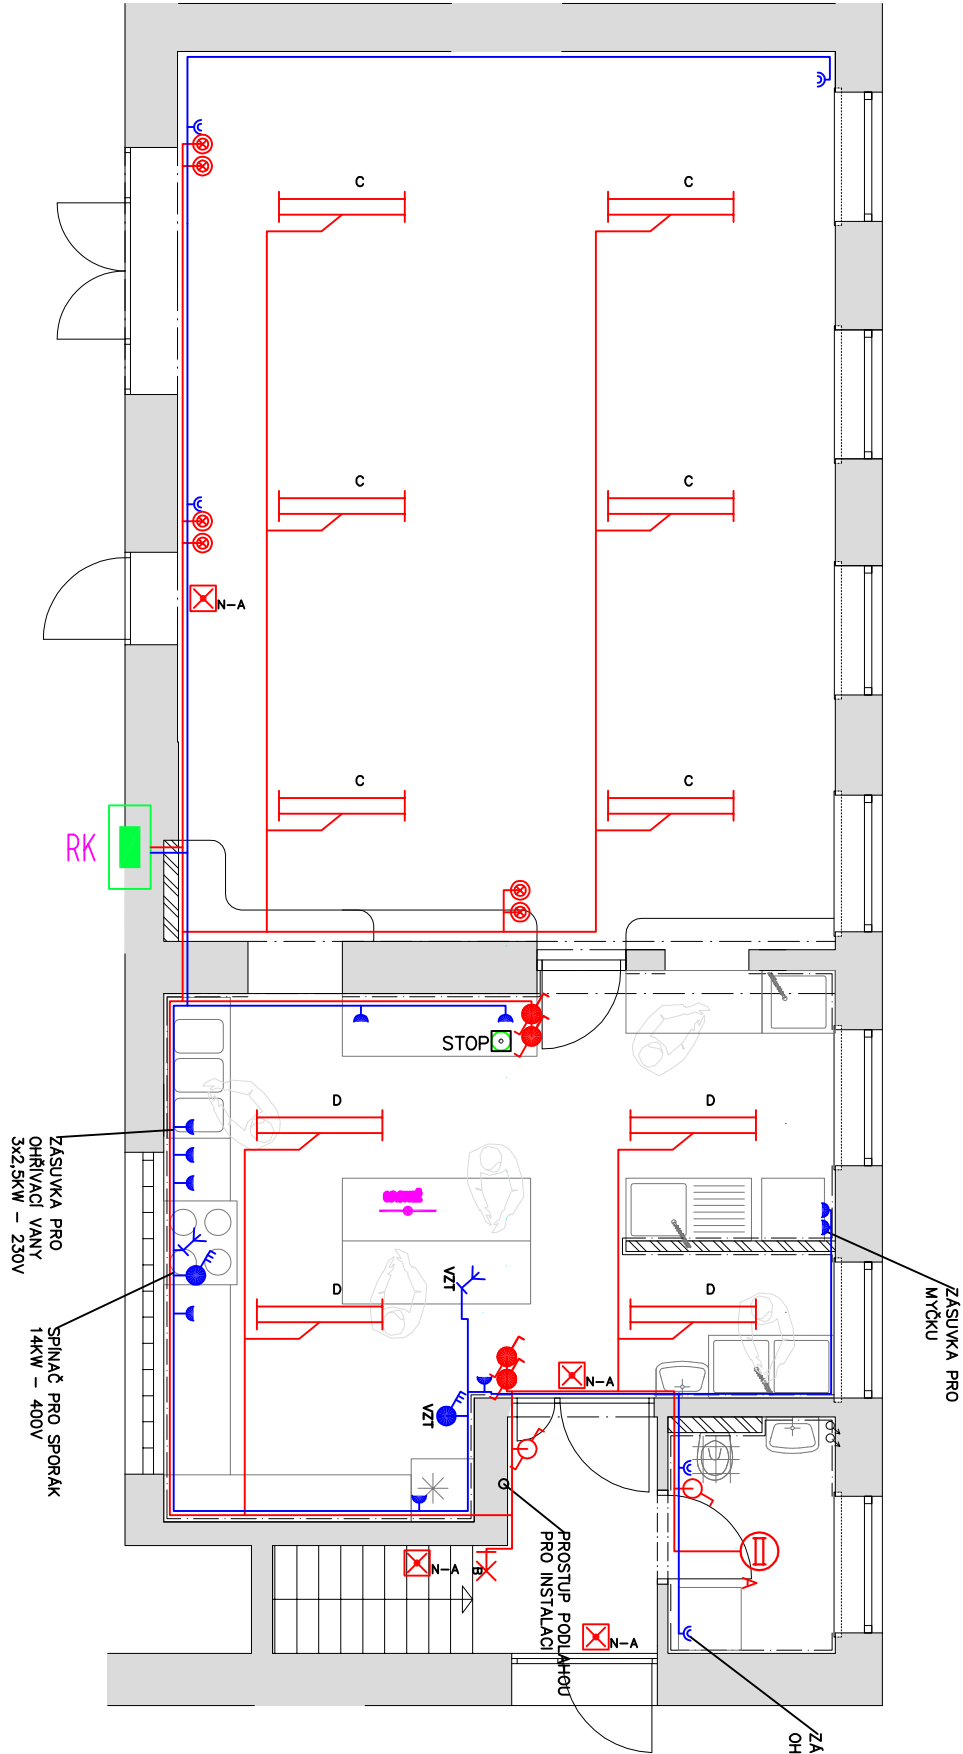 C
C
C
C
N-A
C
C
RK
STOP
D
D
ZÁSUVKA PRO
OHŘÍVACÍ VANY
3x2,5KW - 230V
ZÁSUVKA PRO
MYČKU
D
D
VZT
SPÍNAČ PRO SPORÁK
14KW - 400V
N-A
VZT
PROSTUP PODLAHOU
PRO INSTALACI
N-A
B
A
N-A
ZÁ
OH